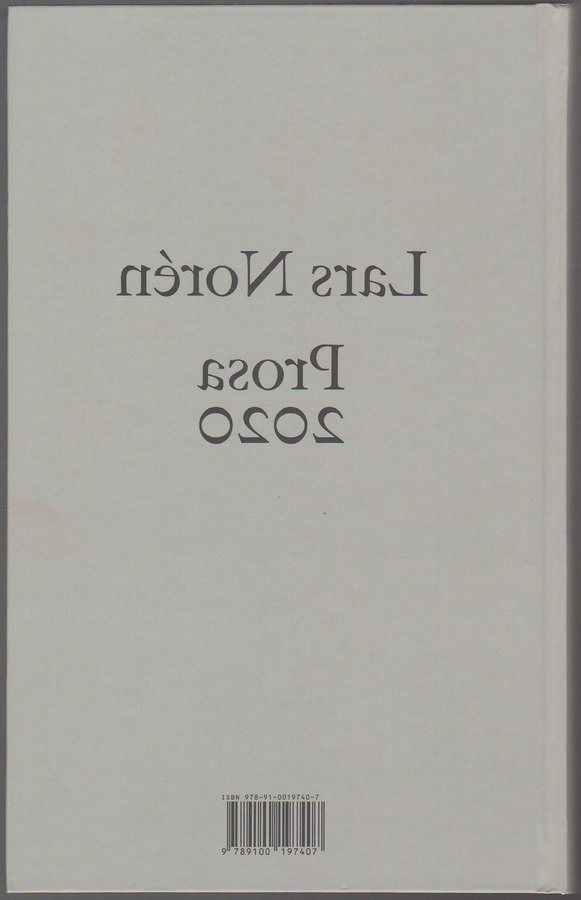 Lars Norén
Prosa
2020
ISBN 978-91-0019740-7
9 789100 197407